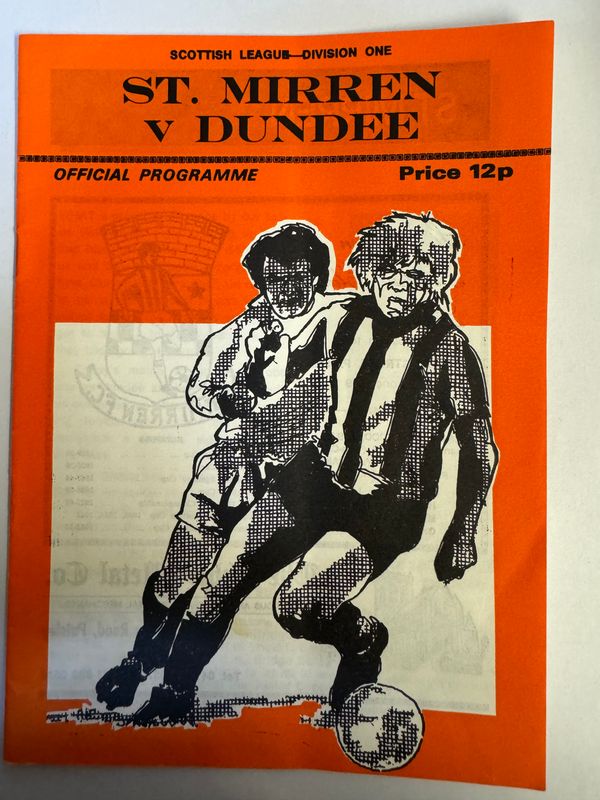 SCOTTISH LEAGUE—DIVISION ONE
ST. MIRREN
V DUNDEE
OFFICIAL PROGRAMME
Price 12p